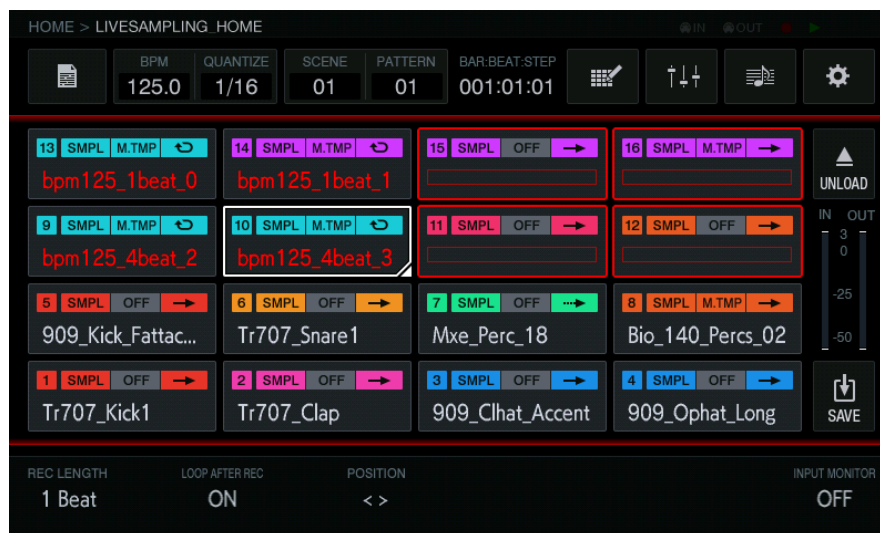 HOME > LIVESAMPLING_HOME
IN OUT
BPM QUANTIZE SCENE PATTERN BAR:BEAT:STEP
125.0 1/16 01 01 001:01:01
13 SMPL M.TMP 14 SMPL M.TMP 15 SMPL OFF 16 SMPL M.TMP
bpm125_1beat_0 bpm125_1beat_1
UNLOAD
9 SMPL M.TMP 10 SMPL M.TMP 11 SMPL OFF 12 SMPL OFF
bpm125_4beat_2 bpm125_4beat_3
IN OUT
3
0
-25
-50
5 SMPL OFF 6 SMPL OFF 7 SMPL OFF 8 SMPL M.TMP
909_Kick_Fattac... Tr707_Snare1 Mxe_Perc_18 Bio_140_Percs_02
1 SMPL OFF 2 SMPL OFF 3 SMPL OFF 4 SMPL OFF
Tr707_Kick1 Tr707_Clap 909_Clhat_Accent 909_Ophat_Long
SAVE
REC LENGTH LOOP AFTER REC POSITION INPUT MONITOR
1 Beat ON < > OFF